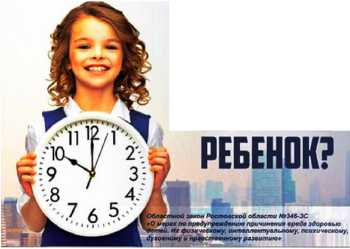 12
11
1
10
2
9
3
8
4
7
5
6
РЕБЕНОК?
Областной закон Ростовской области №346-ЗС
«О мерах по предупреждению причинения вреда здоровью
детей, их физическому, интеллектуальному, психическому,
духовному и нравственному развитию»